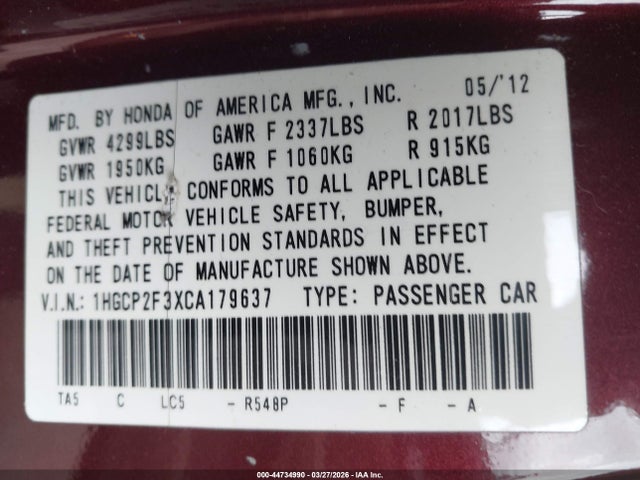 MFD. BY HONDA OF AMERICA MFG., INC. 05/'12
GVWR 4299LBS GAWR F 2337LBS R 2017LBS
GVWR 1950KG GAWR F 1060KG R 915KG
THIS VEHICLE CONFORMS TO ALL APPLICABLE
FEDERAL MOTOR VEHICLE SAFETY, BUMPER,
AND THEFT PREVENTION STANDARDS IN EFFECT
ON THE DATE OF MANUFACTURE SHOWN ABOVE.
V.I.N.: 1HGCP2F3XCA179637 TYPE: PASSENGER CAR
TA5 C LC5 - R548P - F - A
000-44734990 | 03/27/2026 | IAA Inc.